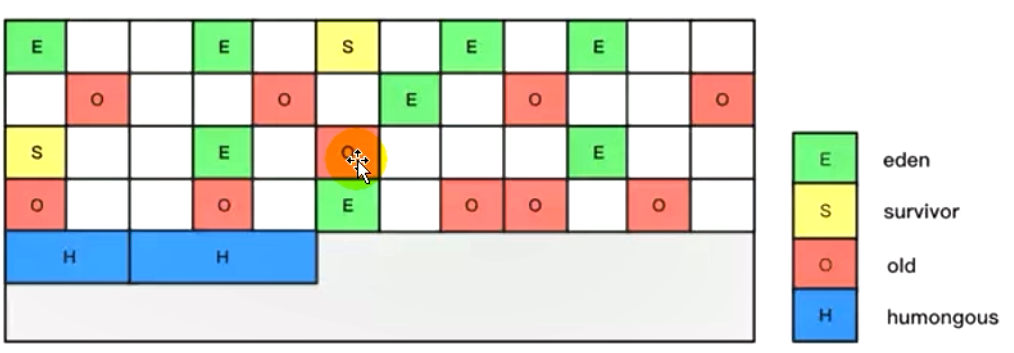 E E S E E
O O E O O
S E O E
O O E O O O
H H
E eden
S survivor
O old
H humongous